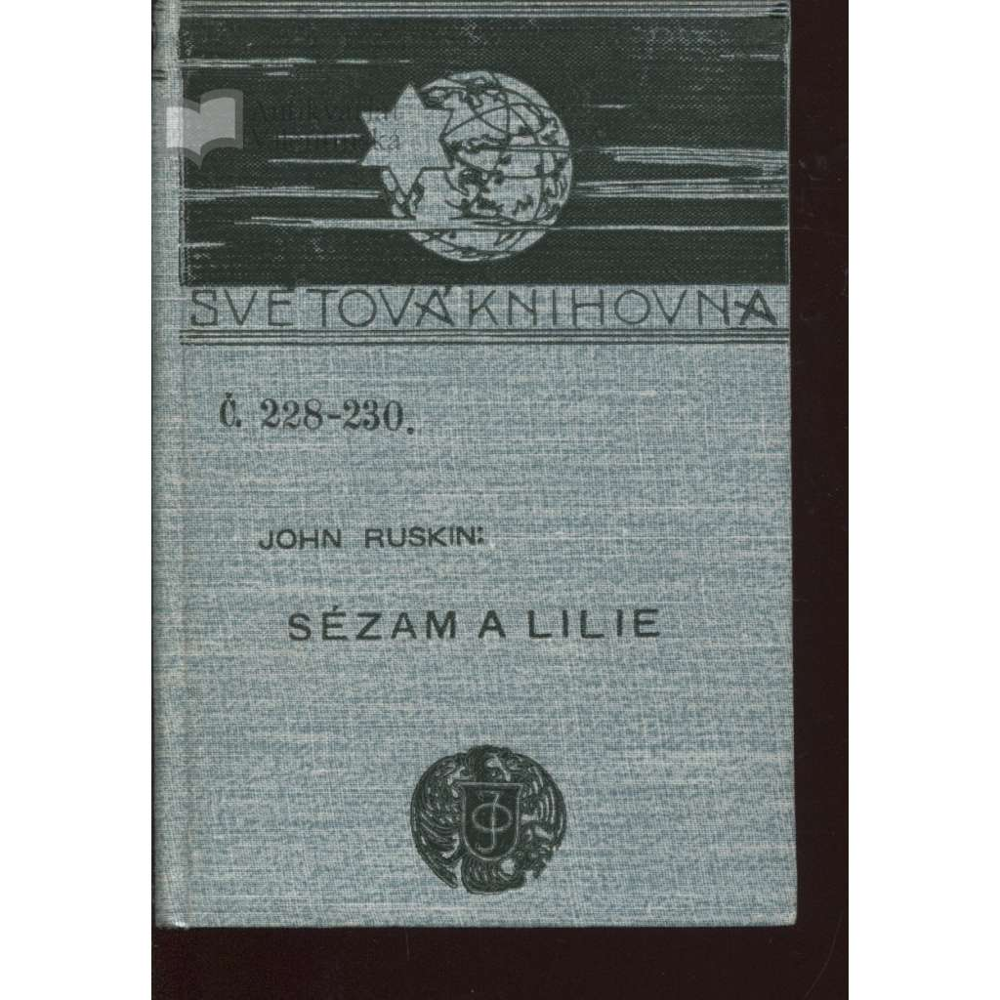 SVĚTOVÁ KNIHOVNA
Č. 228-230.
JOHN RUSKIN:
SÉZAM A LILIE